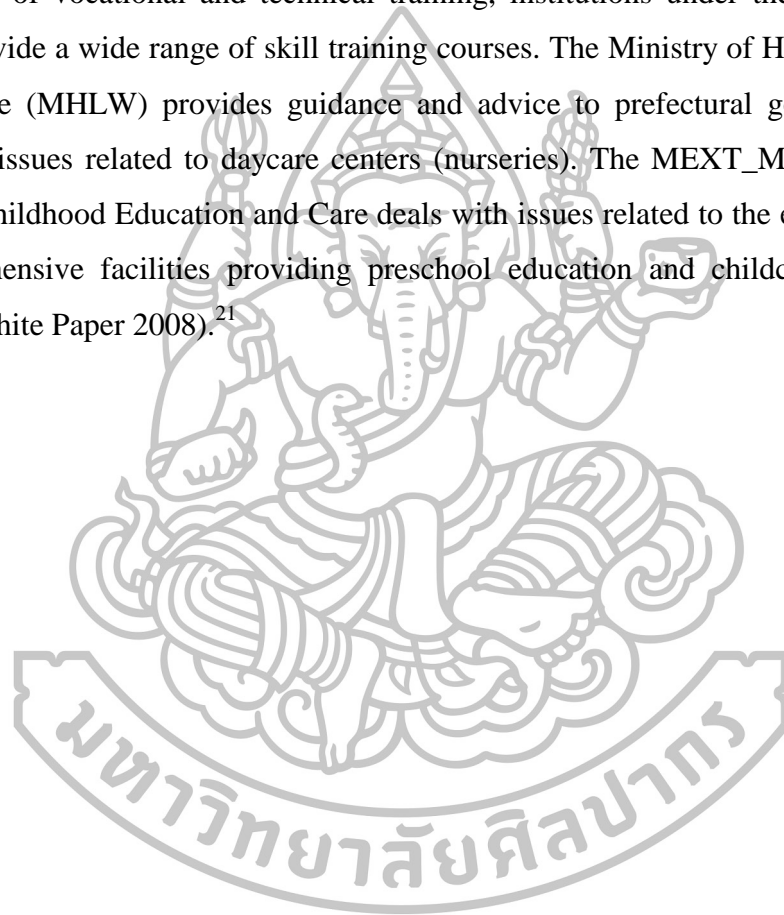 of vocational and technical training, institutions under the
vide a wide range of skill training courses. The Ministry of H
e (MHLW) provides guidance and advice to prefectural g
issues related to daycare centers (nurseries). The MEXT_M
hildhood Education and Care deals with issues related to the
hensive facilities providing preschool education and childc
hite Paper 2008).21
มหาวิทยาลัยศิลปากร